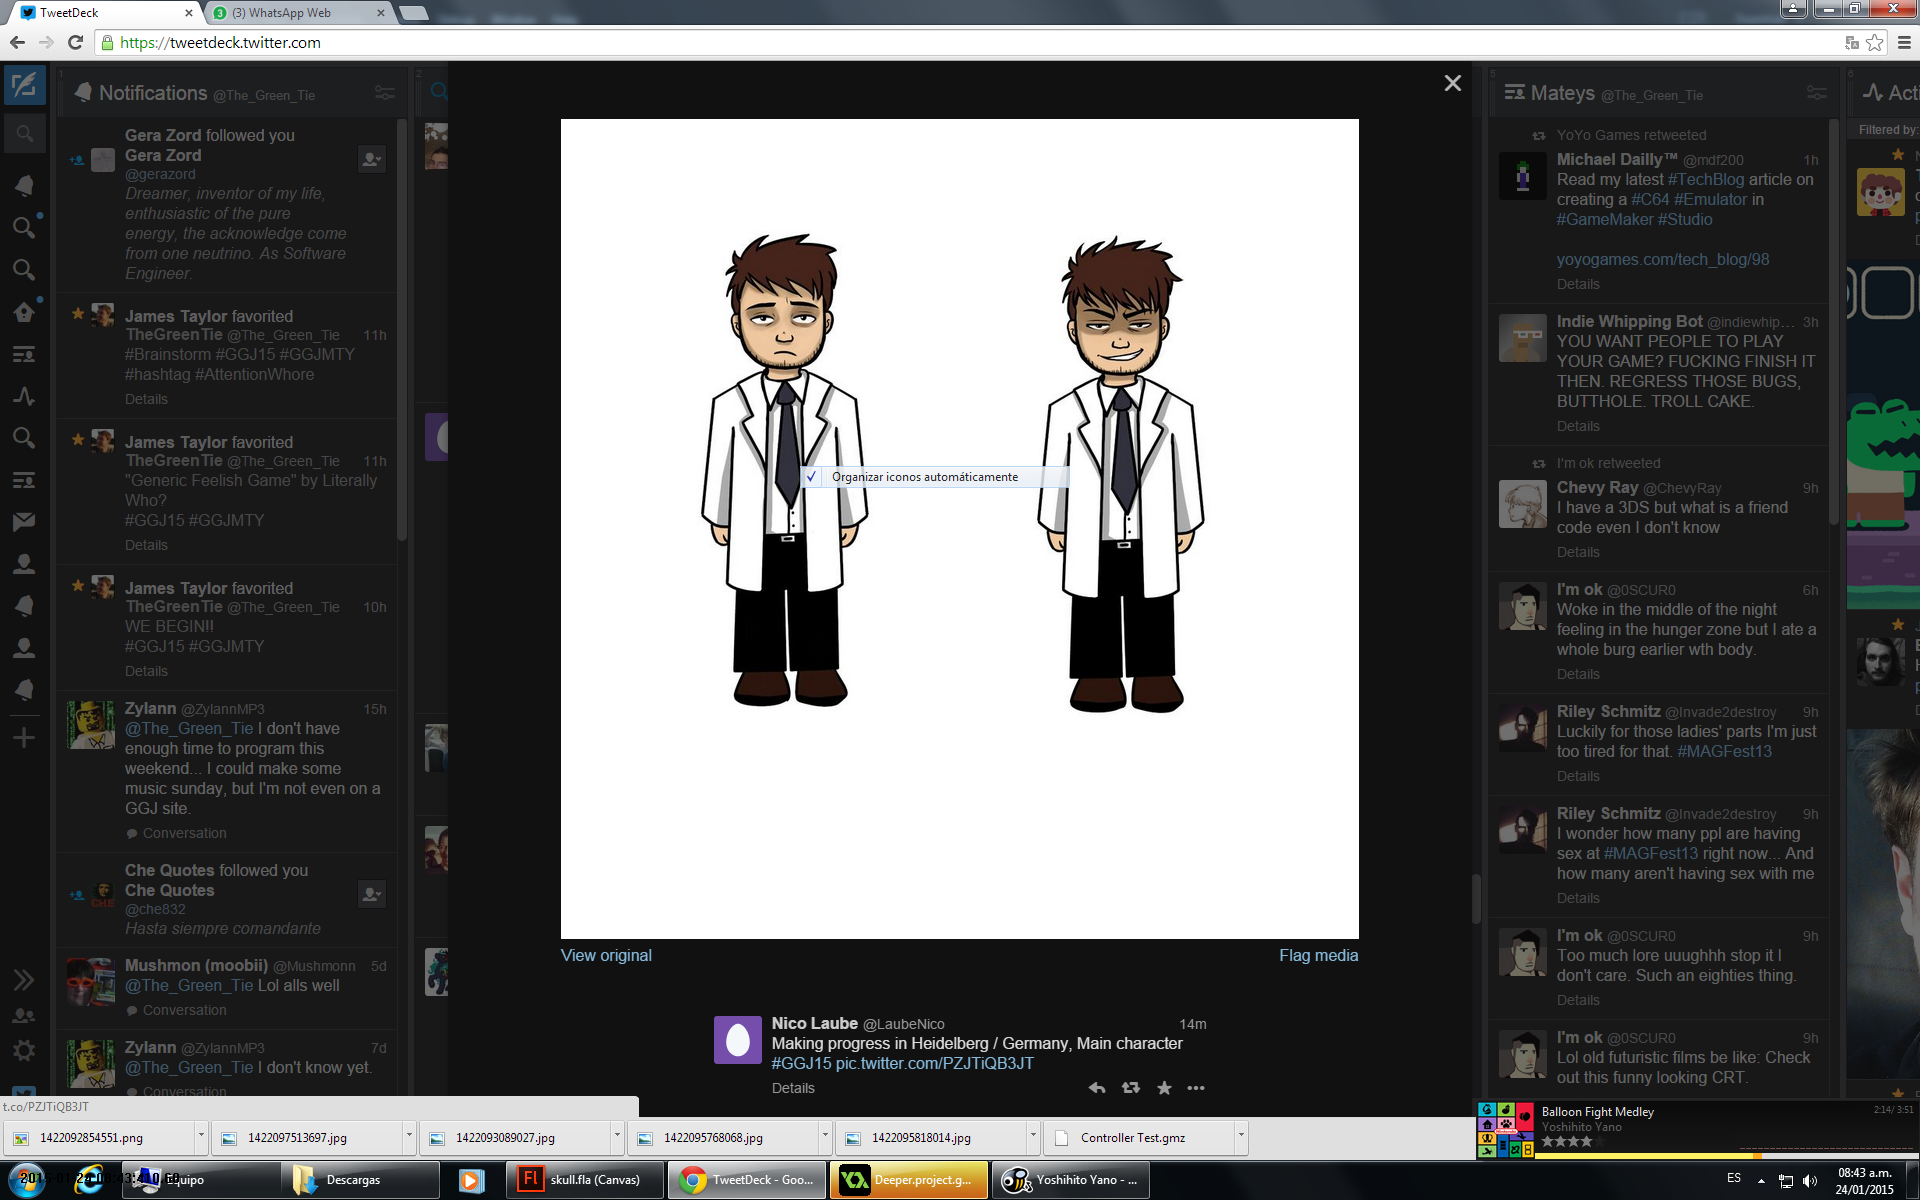 TweetDeck
(3) WhatsApp Web
https://tweetdeck.twitter.com
1
Notifications @The_Green_Tie
Gera Zord followed you
Gera Zord
@gerazord
Dreamer, inventor of my life,
enthusiastic of the pure
energy, the acknowledge come
from one neutrino. As Software
Engineer.
James Taylor favorited
TheGreenTie @The_Green_Tie 11h
#Brainstorm #GGJ15 #GGJMTY
#hashtag #AttentionWhore
Details
James Taylor favorited
TheGreenTie @The_Green_Tie 11h
"Generic Feelish Game" by Literally
Who?
#GGJ15 #GGJMTY
Details
James Taylor favorited
TheGreenTie @The_Green_Tie 10h
WE BEGIN!!
#GGJ15 #GGJMTY
Details
Zylann @ZylannMP3 15h
@The_Green_Tie I don't have
enough time to program this
weekend... I could make some
music sunday, but I'm not even on a
GGJ site.
Conversation
Che Quotes followed you
Che Quotes
@che832
Hasta siempre comandante
Mushmon (moobii) @Mushmonn 5d
@The_Green_Tie Lol alls well
Conversation
Zylann @ZylannMP3 7d
@The_Green_Tie I don't know yet.
Conversation
t.co/PZJTiQB3JT
2
Organizar iconos automáticamente
View original
Flag media
Nico Laube @LaubeNico 14m
Making progress in Heidelberg / Germany, Main character
#GGJ15 pic.twitter.com/PZJTiQB3JT
Details
5
Mateys @The_Green_Tie
YoYo Games retweeted
Michael Dailly™ @mdf200 1h
Read my latest #TechBlog article on
creating a #C64 #Emulator in
#GameMaker #Studio
yoyogames.com/tech_blog/98
Details
Indie Whipping Bot @indiewhip... 3h
YOU WANT PEOPLE TO PLAY
YOUR GAME? FUCKING FINISH IT
THEN. REGRESS THOSE BUGS,
BUTTHOLE. TROLL CAKE.
Details
I'm ok retweeted
Chevy Ray @ChevyRay 9h
I have a 3DS but what is a friend
code even I don't know
Details
I'm ok @0SCUR0 6h
Woke in the middle of the night
feeling in the hunger zone but I ate a
whole burg earlier wth body.
Details
Riley Schmitz @Invade2destroy 9h
Luckily for those ladies' parts I'm just
too tired for that. #MAGFest13
Details
Riley Schmitz @Invade2destroy 9h
I wonder how many ppl are having
sex at #MAGFest13 right now... And
how many aren't having sex with me
Details
I'm ok @0SCUR0 9h
Too much lore uuughhh stop it I
don't care. Such an eighties thing.
Details
I'm ok @0SCUR0 9h
Lol old futuristic films be like: Check
out this funny looking CRT.
6
Acti
Filtered by:
1422092854551.png
1422097513697.jpg
1422093089027.jpg
1422095768068.jpg
1422095818014.jpg
Controller Test.gmz
Balloon Fight Medley 2:14/ 3:51
Yoshihito Yano
Equipo
Descargas
skull.fla (Canvas)
TweetDeck - Goo...
Deeper.project.g...
Yoshihito Yano - ...
ES
08:43 a.m.
24/01/2015